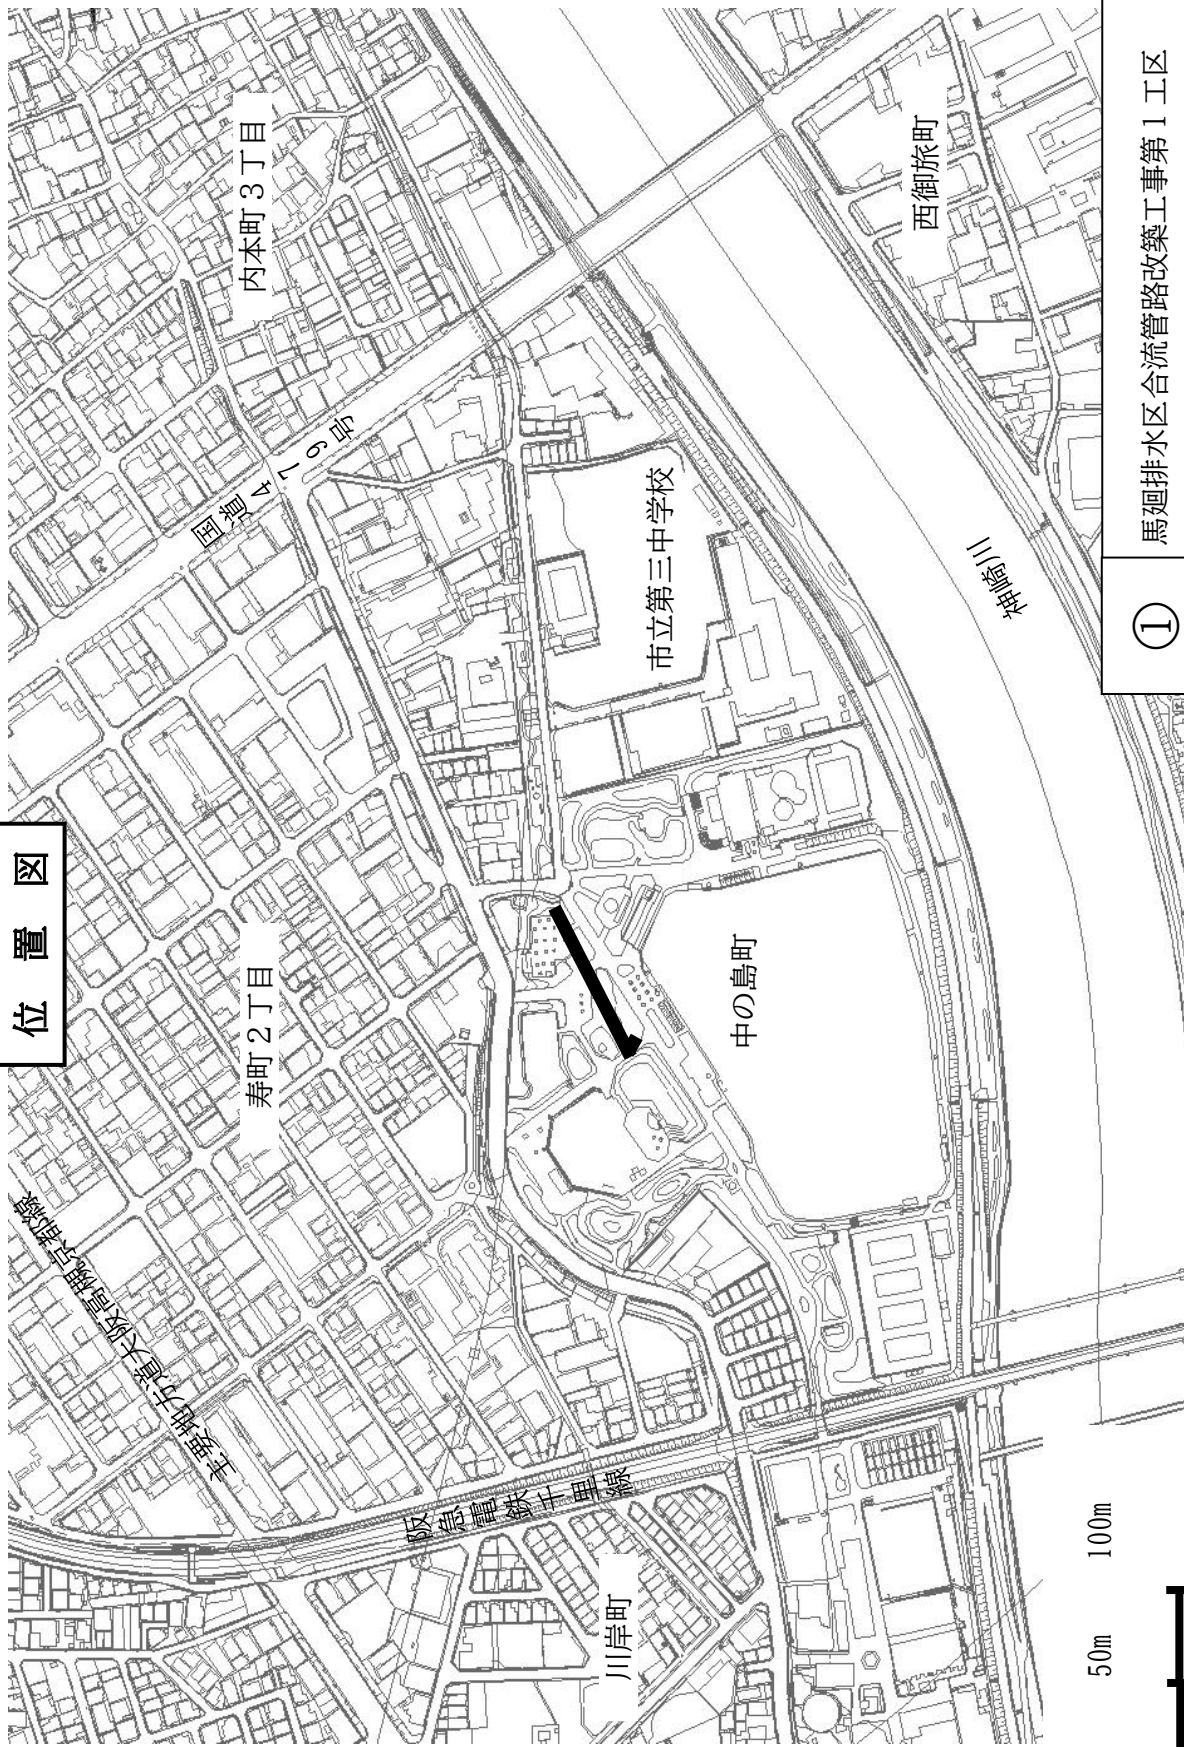 位置図
主要地方道大阪高槻京都線
寿町2丁目
国道479号
内本町3丁目
阪急電鉄千里線
川岸町
中の島町
市立第三中学校
神崎川
西御旅町
50m
100m
①
馬廻排水区合流管路改築工事第1工区